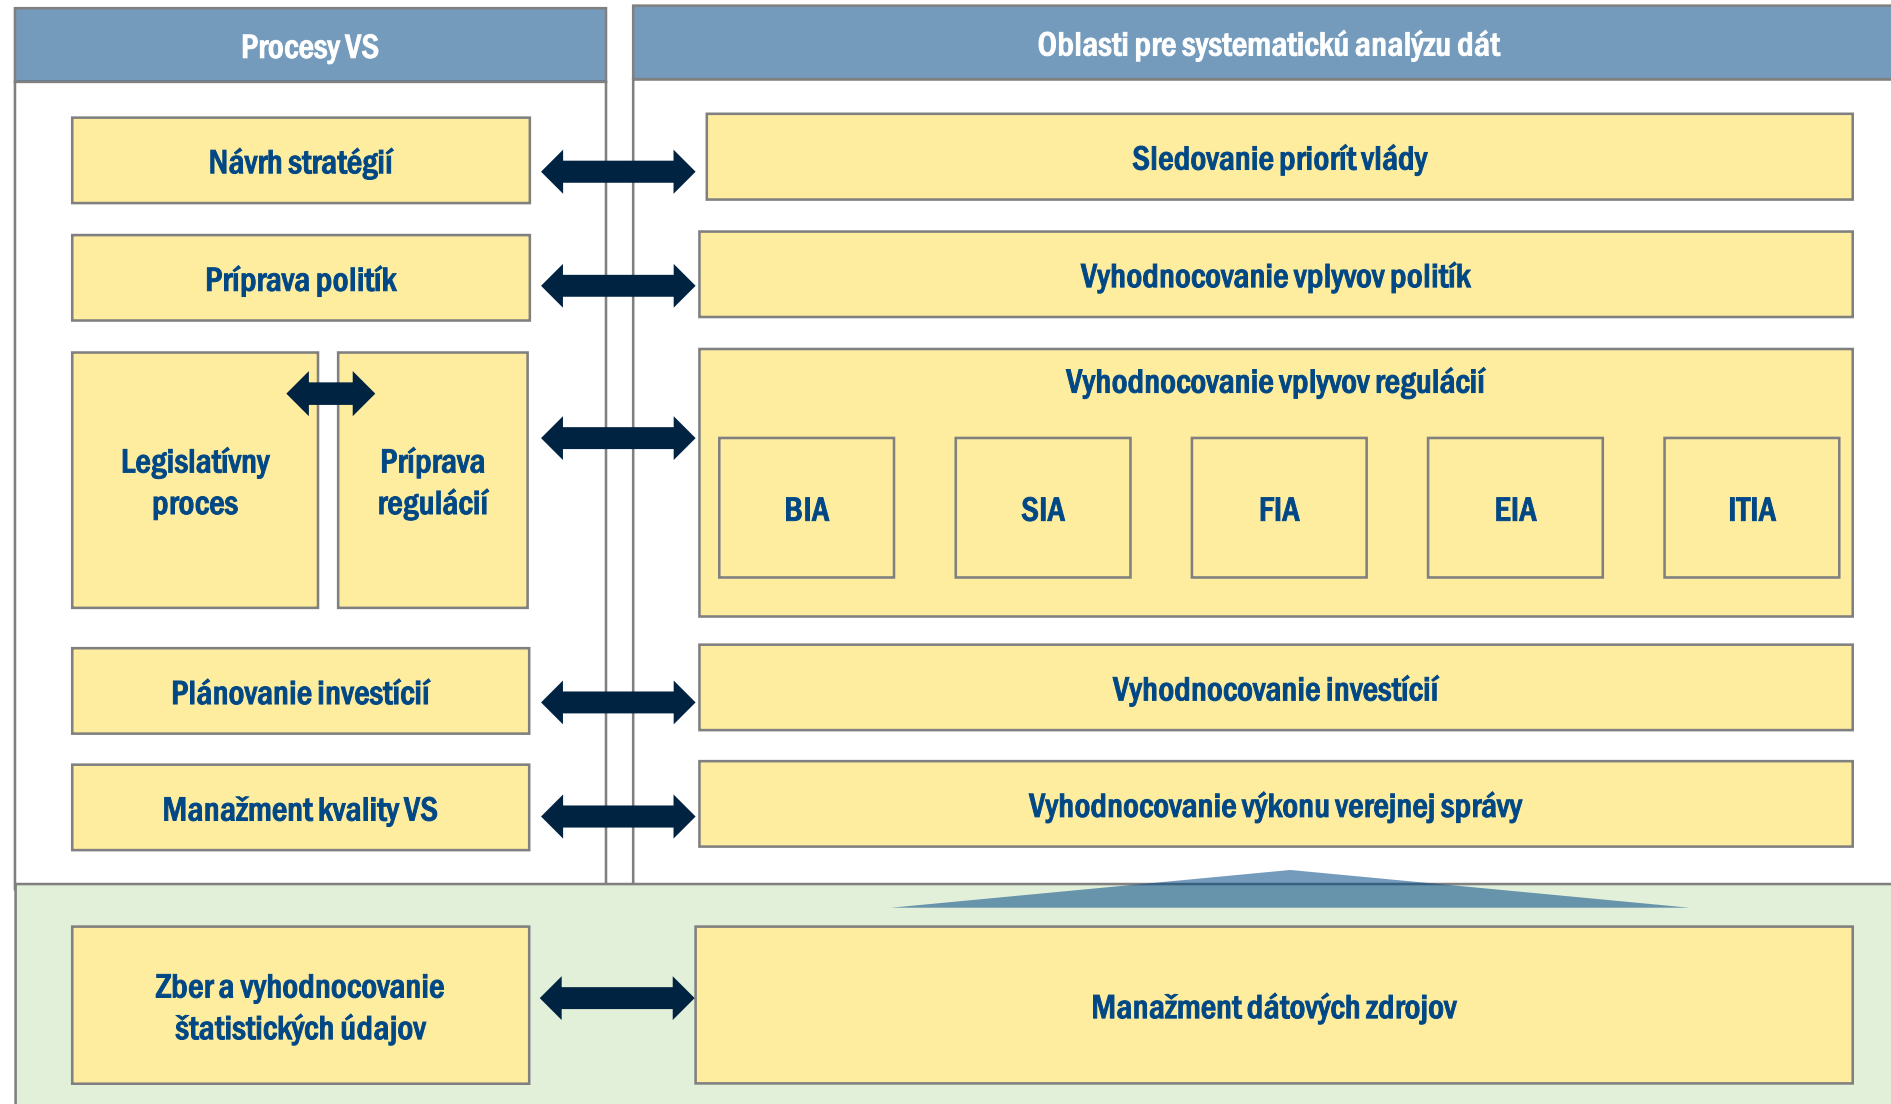 Procesy VS
Oblasti pre systematickú analýzu dát
Návrh stratégií
Sledovanie priorít vlády
Príprava politík
Vyhodnocovanie vplyvov politík
Legislatívny
proces
Príprava
regulácií
Vyhodnocovanie vplyvov regulácií
BIA
SIA
FIA
EIA
ITIA
Plánovanie investícií
Vyhodnocovanie investícií
Manažment kvality VS
Vyhodnocovanie výkonu verejnej správy
Zber a vyhodnocovanie
štatistických údajov
Manažment dátových zdrojov